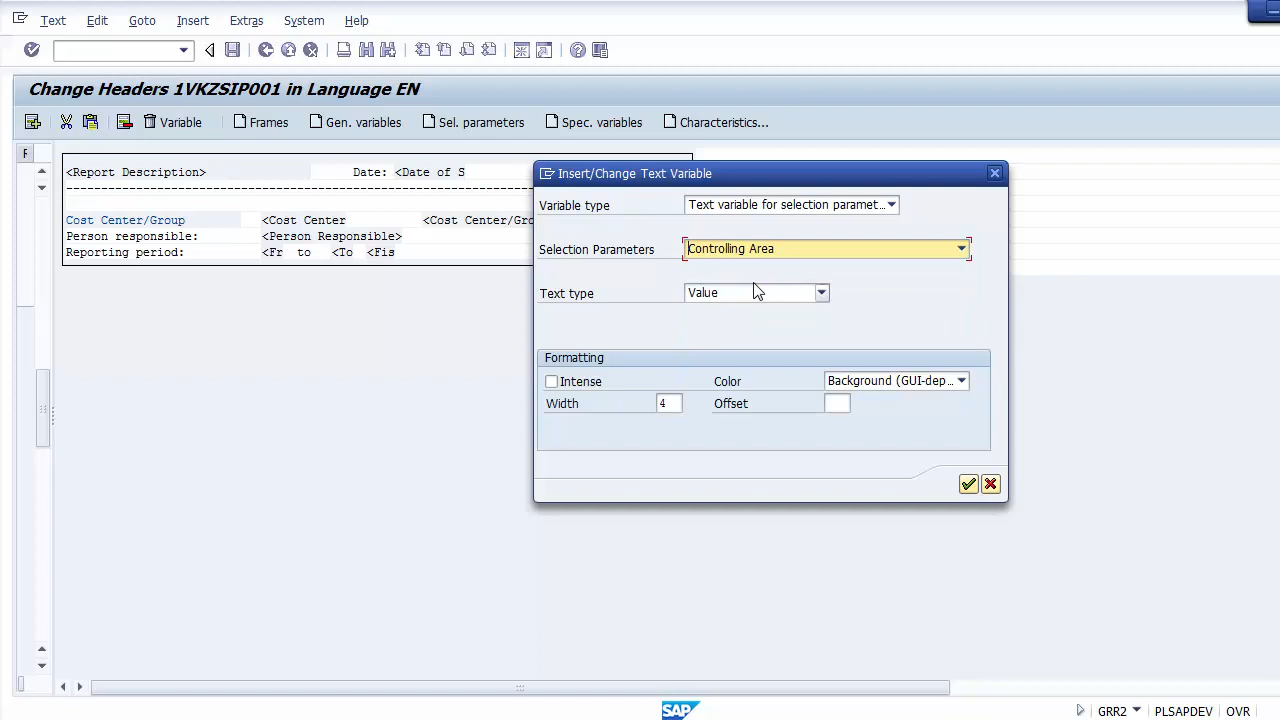 Text Edit Goto Insert Extras System Help
Change Headers 1VKZSIP001 in Language EN
Variable Frames Gen. variables Sel. parameters Spec. variables Characteristics...
F
<Report Description> Date: <Date of S
--------------------------------------------------------------
Cost Center/Group <Cost Center <Cost Center/Gro
Person responsible: <Person Responsible>
Reporting period: <Fr to <To <Fis
Insert/Change Text Variable
Variable type Text variable for selection paramet...
Selection Parameters Controlling Area
Text type Value
Formatting
Intense Color Background (GUI-dep...
Width 4 Offset
SAP GRR2 PLSAPDEV OVR